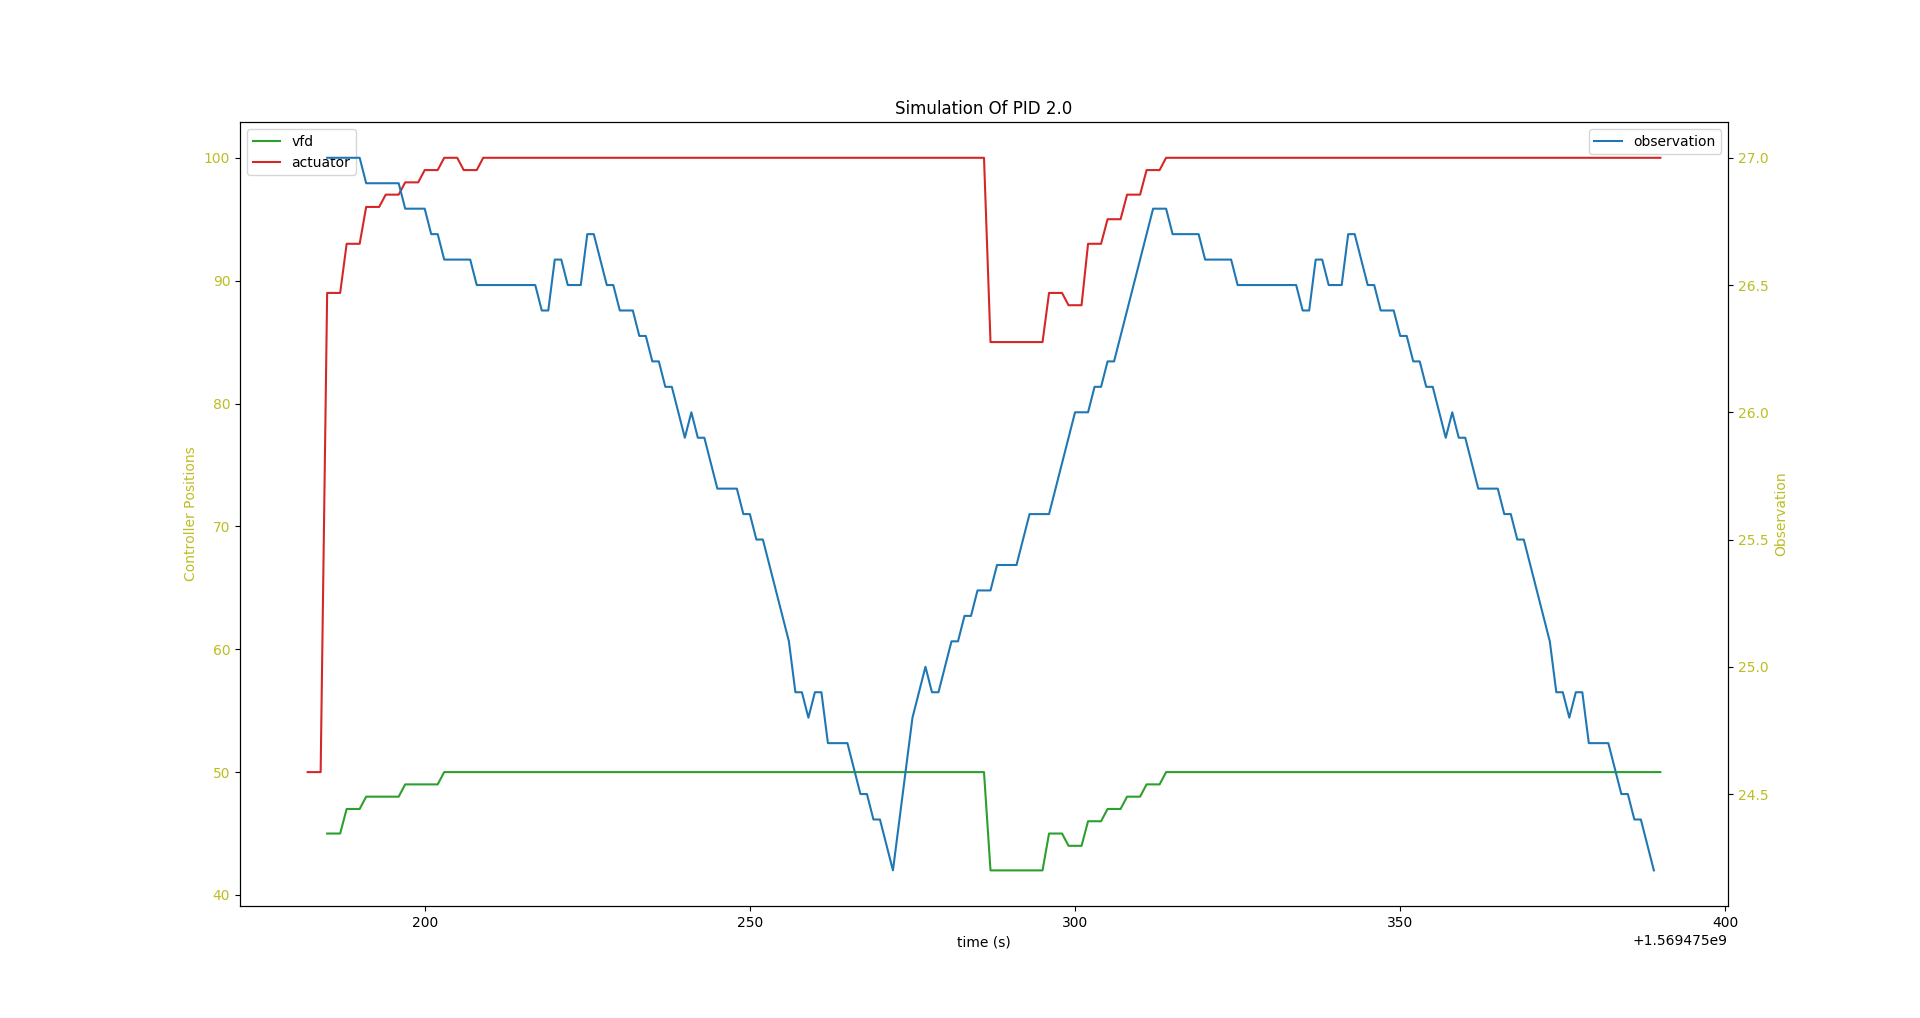 Simulation Of PID 2.0
vfd
actuator
observation
100
90
80
70
60
50
40
Controller Positions
27.0
26.5
26.0
25.5
25.0
24.5
Observation
200
250
300
350
400
time (s)
+1.569475e9